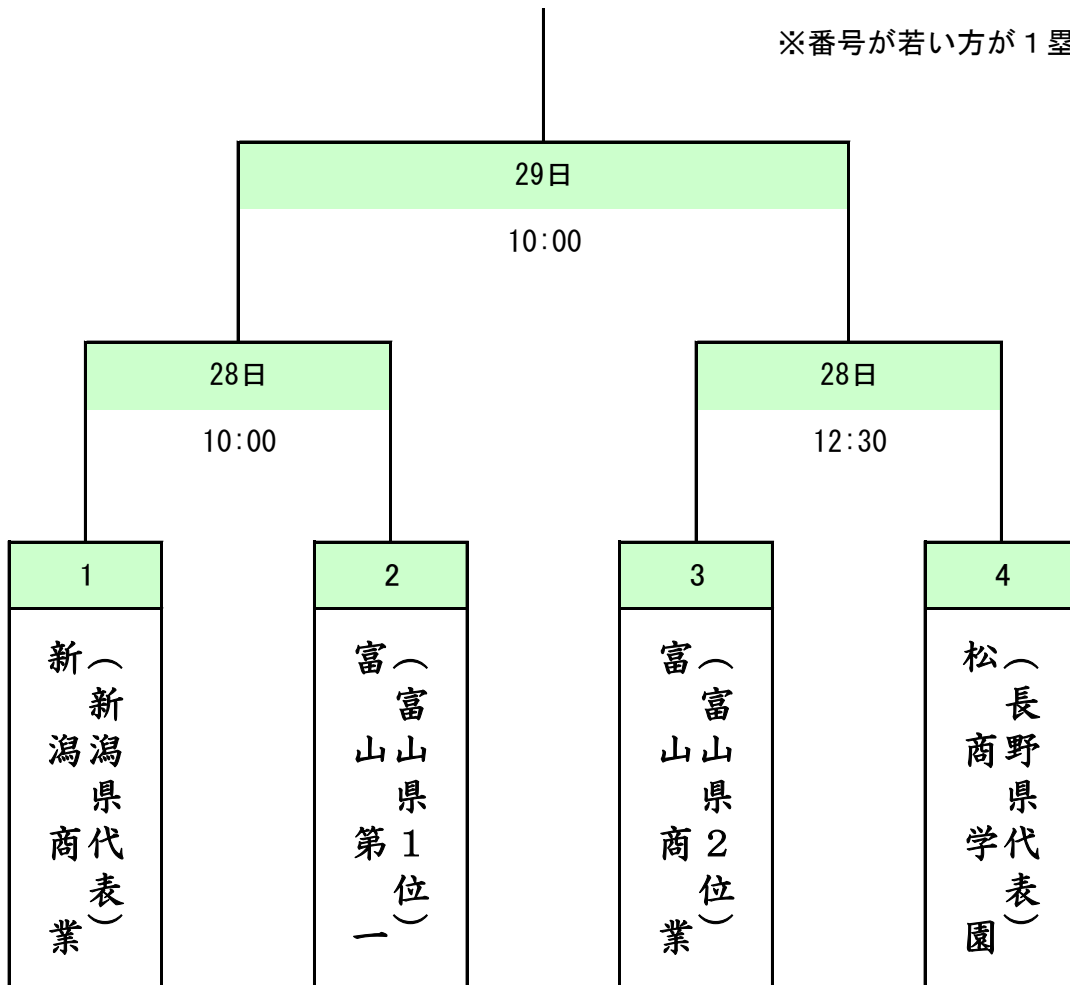 ※番号が若い方が１塁
29日
10:00
28日
10:00
28日
12:30
1
2
3
4
新潟商業
（新潟県代表）
富山第一
（富山県１位）
富山商業
（富山県２位）
松商学園
（長野県代表）